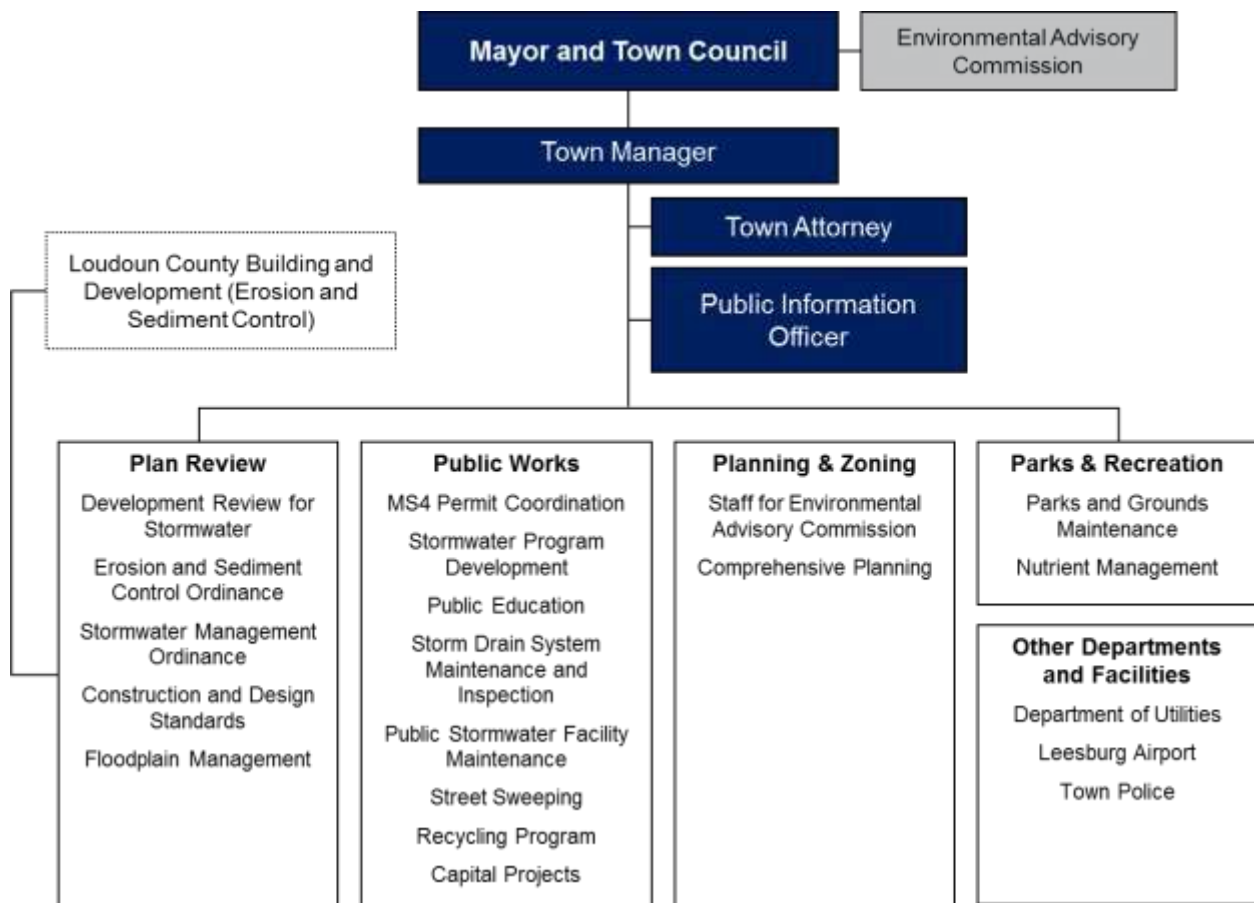 Mayor and Town Council
Environmental Advisory
Commission
Town Manager
Town Attorney
Public Information
Officer
Loudoun County Building and
Development (Erosion and
Sediment Control)
Plan Review
Development Review for
Stormwater
Erosion and Sediment
Control Ordinance
Stormwater Management
Ordinance
Construction and Design
Standards
Floodplain Management
Public Works
MS4 Permit Coordination
Stormwater Program
Development
Public Education
Storm Drain System
Maintenance and
Inspection
Public Stormwater Facility
Maintenance
Street Sweeping
Recycling Program
Capital Projects
Planning & Zoning
Staff for Environmental
Advisory Commission
Comprehensive Planning
Parks & Recreation
Parks and Grounds
Maintenance
Nutrient Management
Other Departments
and Facilities
Department of Utilities
Leesburg Airport
Town Police